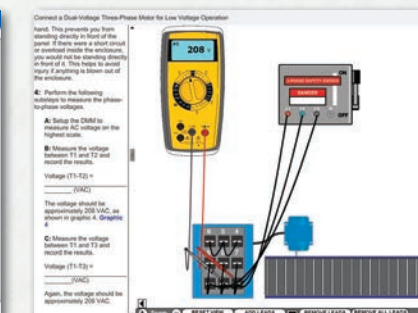 Connect a Dual-Voltage Three-Phase Motor for Low Voltage Operation
hand. This prevents you from
standing directly in front of the
panel. If there were a short circuit
or overload inside the enclosure,
you would not be standing directly
in front of it. This helps to avoid
injury if anything is blown out of
the enclosure.
4: Perform the following
substeps to measure the phase-
to-phase voltages.
A: Setup the DMM to
measure AC voltage on the
highest scale.
B: Measure the voltage
between T1 and T2 and
record the results.
Voltage (T1-T2) =
(VAC)
The voltage should be
approximately 208 VAC, as
shown in graphic 4. Graphic
4
C: Measure the voltage
between T1 and T3 and
record the results.
Voltage (T1-T3) =
(VAC)
Again, the voltage should be
approximately 208 VAC.
208 V
3-PHASE SAFETY SWITCH
DANGER
ON
OFF
RESET VIEW
ADD LEADS
REMOVE LEADS
REMOVE ALL LEADS